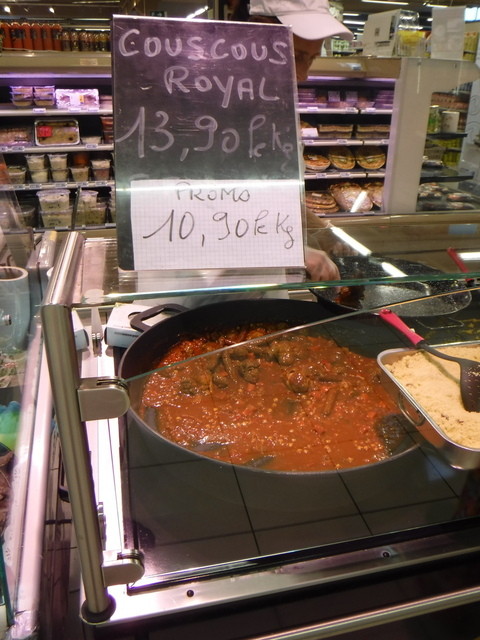 COUSCOUS
ROYAL
13,90 le kg
PROMO
10,90 le kg